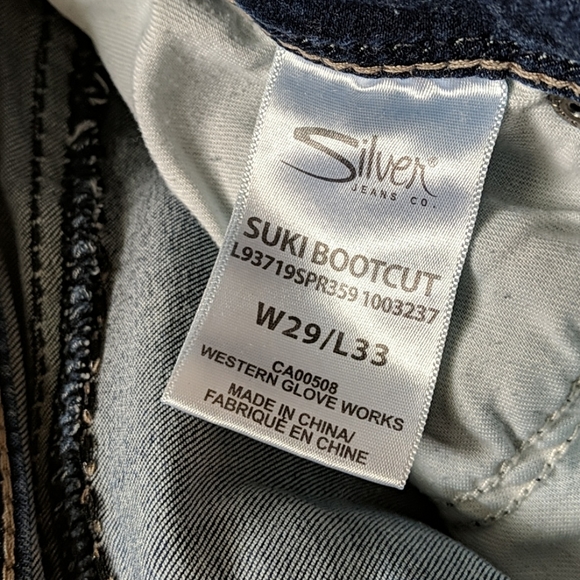 Silver®
JEANS CO.
SUKI BOOTCUT
L93719SPR359 1003237
W29/L33
CA00508
WESTERN GLOVE WORKS
MADE IN CHINA/
FABRIQUÉ EN CHINE